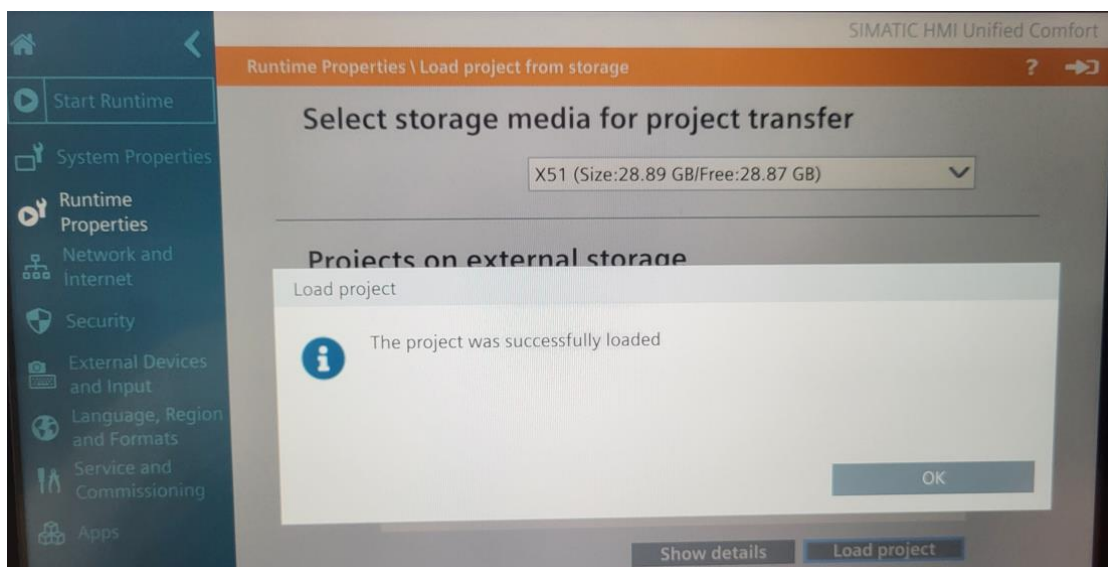 SIMATIC HMI Unified Comfort
Runtime Properties \ Load project from storage
?
Start Runtime
System Properties
Runtime
Properties
Network and
Internet
Security
External Devices
and Input
Language, Region
and Formats
Service and
Commissioning
Apps
Select storage media for project transfer
X51 (Size:28.89 GB/Free:28.87 GB)
Projects on external storage
Load project
The project was successfully loaded
OK
Show details
Load project